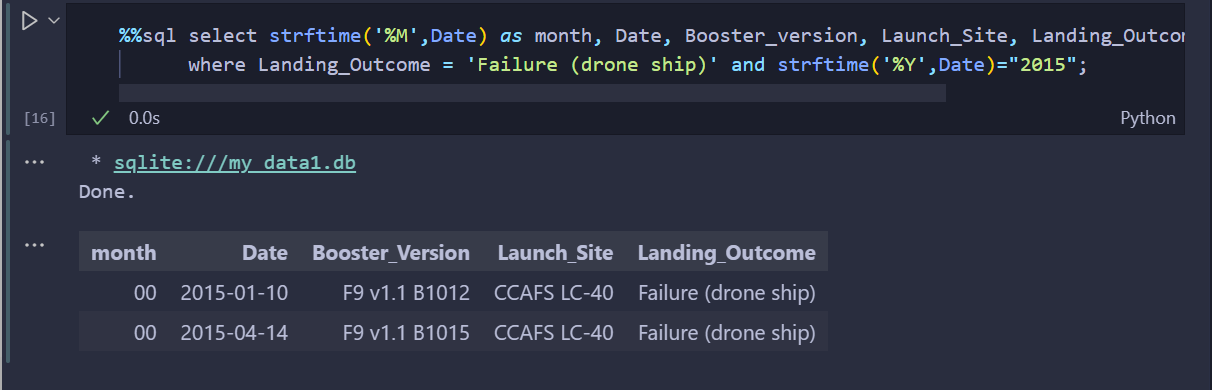 %%sql select strftime('%M',Date) as month, Date, Booster_version, Launch_Site, Landing_Outcom
where Landing_Outcome = 'Failure (drone ship)' and strftime('%Y',Date)="2015";
[16]
0.0s
Python
* sqlite:///my_data1.db
Done.
month Date Booster_Version Launch_Site Landing_Outcome
00 2015-01-10 F9 v1.1 B1012 CCAFS LC-40 Failure (drone ship)
00 2015-04-14 F9 v1.1 B1015 CCAFS LC-40 Failure (drone ship)